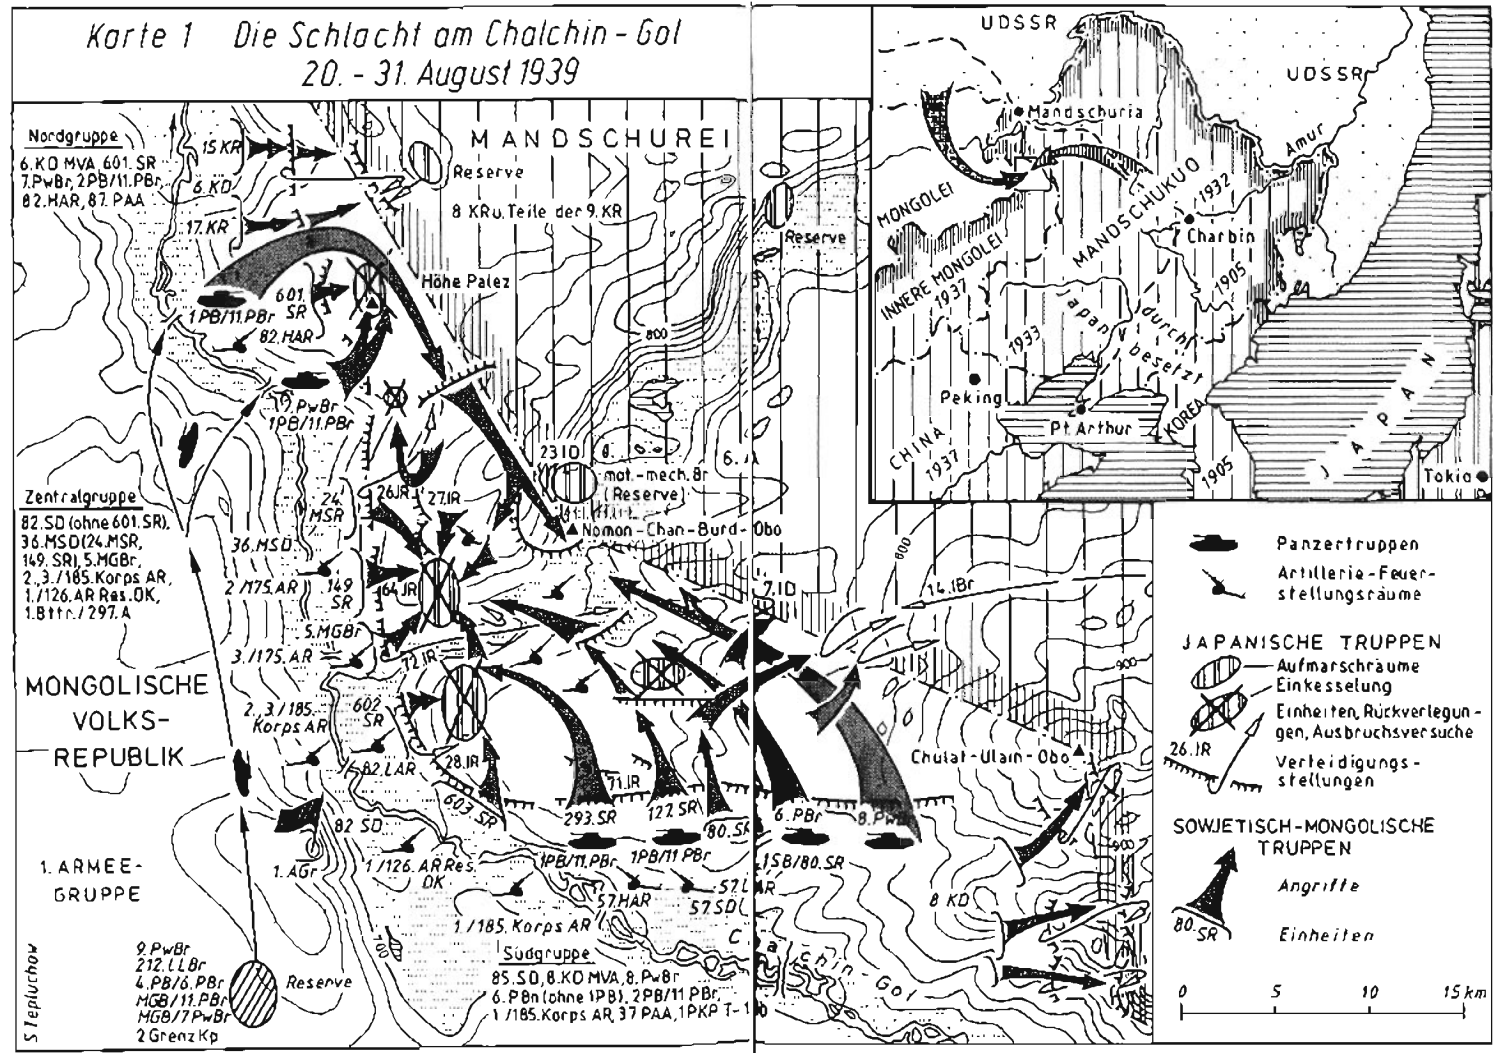 Karte 1 Die Schlacht am Chalchin-Gol
20.-31. August 1939
Nordgruppe
6.KD MVA, 601. SR
7.PwBr, 2PB/11.PBr,
82.HAR, 87. PAA
15 KR
6.KD
17.KR
MANDSCHUREI
Reserve
8 KR u. Teile der 9. KR
Reserve
Höhe Palez
1.PB/11.PBr
601.
SR
82.HAR
800
7. PwBr
1PB/11.PBr
23 ID
mot.-mech. Br
(Reserve)
Nomon-Chan-Burd-Obo
Zentralgruppe
82.SD (ohne 601.SR),
36.MSD (24.MSR,
149. SR), 5.MGBr,
2.,3./185.Korps AR,
1./126. AR Res. OK,
1.Bttr./297.A
24.
MSR
26.IR
27.IR
36.MSD
2./175.AR
149.
SR
64.IR
5.MGBr
3./175. AR
72.IR
7.ID
14.IBr
800
900
MONGOLISCHE
VOLKS-
REPUBLIK
2., 3./185.
Korps AR
602
SR
82.LAR
28.IR
71.IR
603 SR
293.SR
127. SR
80.SR
6.PBr
8.PwBr
Chulat-Ulain-Obo
82 SD
1PB/11.PBr
1PB/11 PBr
1SB/80.SR
1. ARMEE-
GRUPPE
1. AGr
1./126. AR Res.
OK
57.HAR
57.SD
1./185. Korps AR
8 KD
900
700
Chalchin-Gol
9.PwBr
212.LLBr
4.PB/6.PBr
MGB/11.PBr
MGB/7PwBr
2 Grenz Kp
Reserve
Südgruppe
85.SD, 8.KD MVA, 8.PwBr
6.PBn (ohne 1PB), 2PB/11 PBr,
1./185.Korps AR, 37 PAA, 1PKP
UDSSR
UDSSR
Mandschuria
Amur
MONGOLEI
MANDSCHUKUO
1932
Charbin
INNERE MONGOLEI
1937
1905
1933
Japan
durch
besetzt
Peking
Pt. Arthur
KOREA
1905
CHINA
1937
JAPAN
Tokio
Panzertruppen
Artillerie-Feuer-
stellungsräume
JAPANISCHE TRUPPEN
Aufmarschräume
Einkesselung
Einheiten, Rückverlegun-
gen, Ausbruchsversuche
26.IR
Verteidigungs-
stellungen
SOWJETISCH-MONGOLISCHE
TRUPPEN
Angriffe
80.
SR
Einheiten
0 5 10 15 km